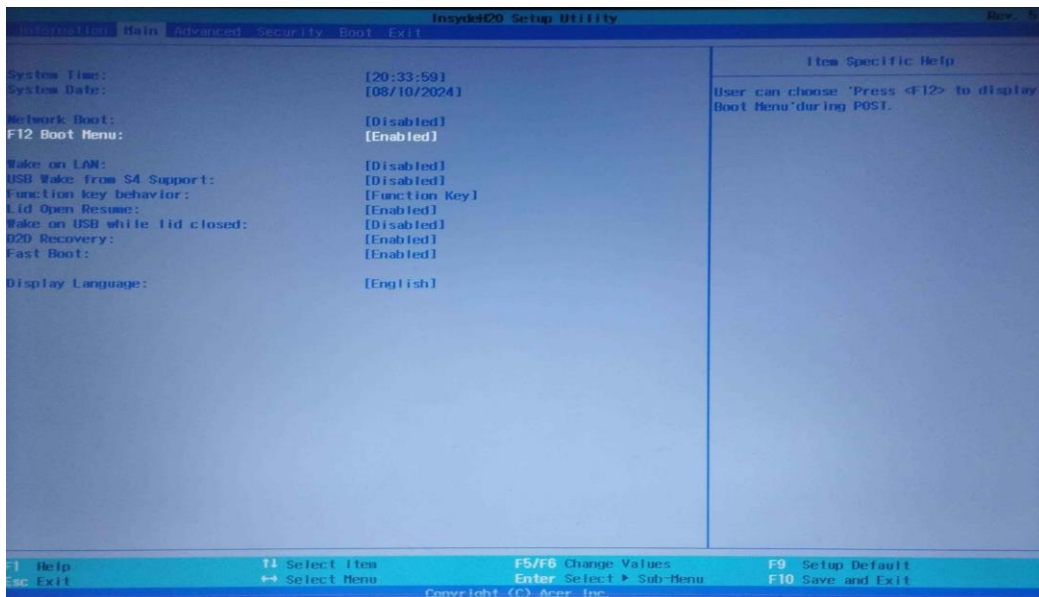 InsydeH20 Setup Utility Rev. 5
Information Main Advanced Security Boot Exit
Item Specific Help
System Time: [20:33:59]
System Date: [08/10/2024]
User can choose 'Press <F12> to display
Boot Menu'during POST.
Network Boot: [Disabled]
F12 Boot Menu: [Enabled]
Wake on LAN: [Disabled]
USB Wake from S4 Support: [Disabled]
Function key behavior: [Function Key]
Lid Open Resume: [Enabled]
Wake on USB while lid closed: [Disabled]
D2D Recovery: [Enabled]
Fast Boot: [Enabled]
Display Language: [English]
F1 Help ↑↓ Select Item F5/F6 Change Values F9 Setup Default
Esc Exit ↔ Select Menu Enter Select ▶ Sub-Menu F10 Save and Exit
Copyright (C) Acer Inc.